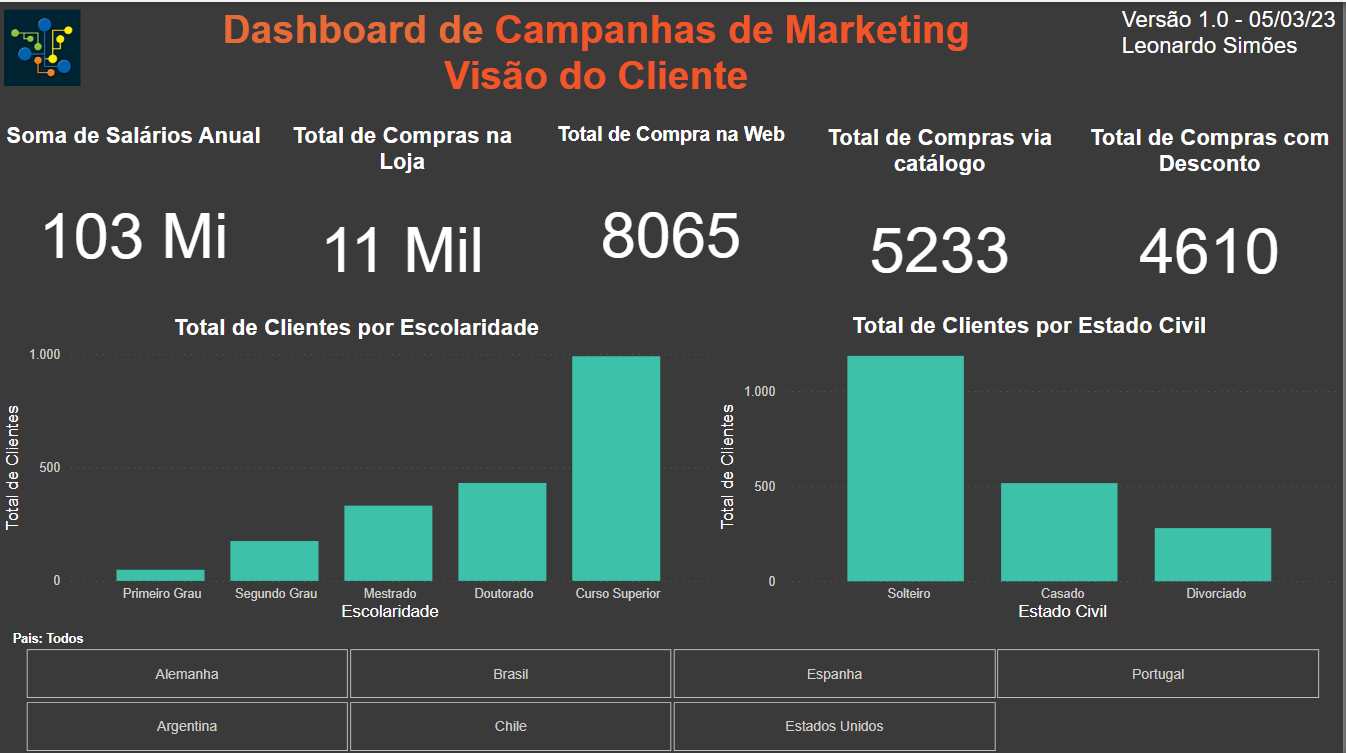 Dashboard de Campanhas de Marketing
Visão do Cliente
Versão 1.0 - 05/03/23
Leonardo Simões
Soma de Salários Anual
103 Mi
Total de Compras na
Loja
11 Mil
Total de Compra na Web
8065
Total de Compras via
catálogo
5233
Total de Compras com
Desconto
4610
Total de Clientes por Escolaridade
Total de Clientes
1.000
500
0
Primeiro Grau
Segundo Grau
Mestrado
Doutorado
Curso Superior
Escolaridade
Total de Clientes por Estado Civil
Total de Clientes
1.000
500
0
Solteiro
Casado
Divorciado
Estado Civil
Pais: Todos
Alemanha
Brasil
Espanha
Portugal
Argentina
Chile
Estados Unidos